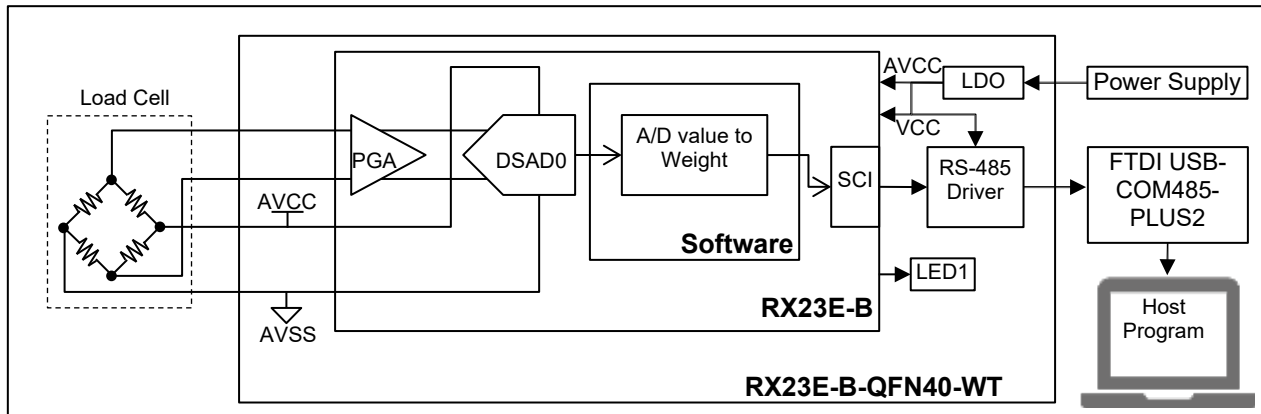 Load Cell
PGA
AVCC
AVSS
DSAD0
A/D value to
Weight
Software
SCI
RX23E-B
AVCC
VCC
LDO
Power Supply
RS-485
Driver
LED1
FTDI USB-
COM485-
PLUS2
Host
Program
RX23E-B-QFN40-WT